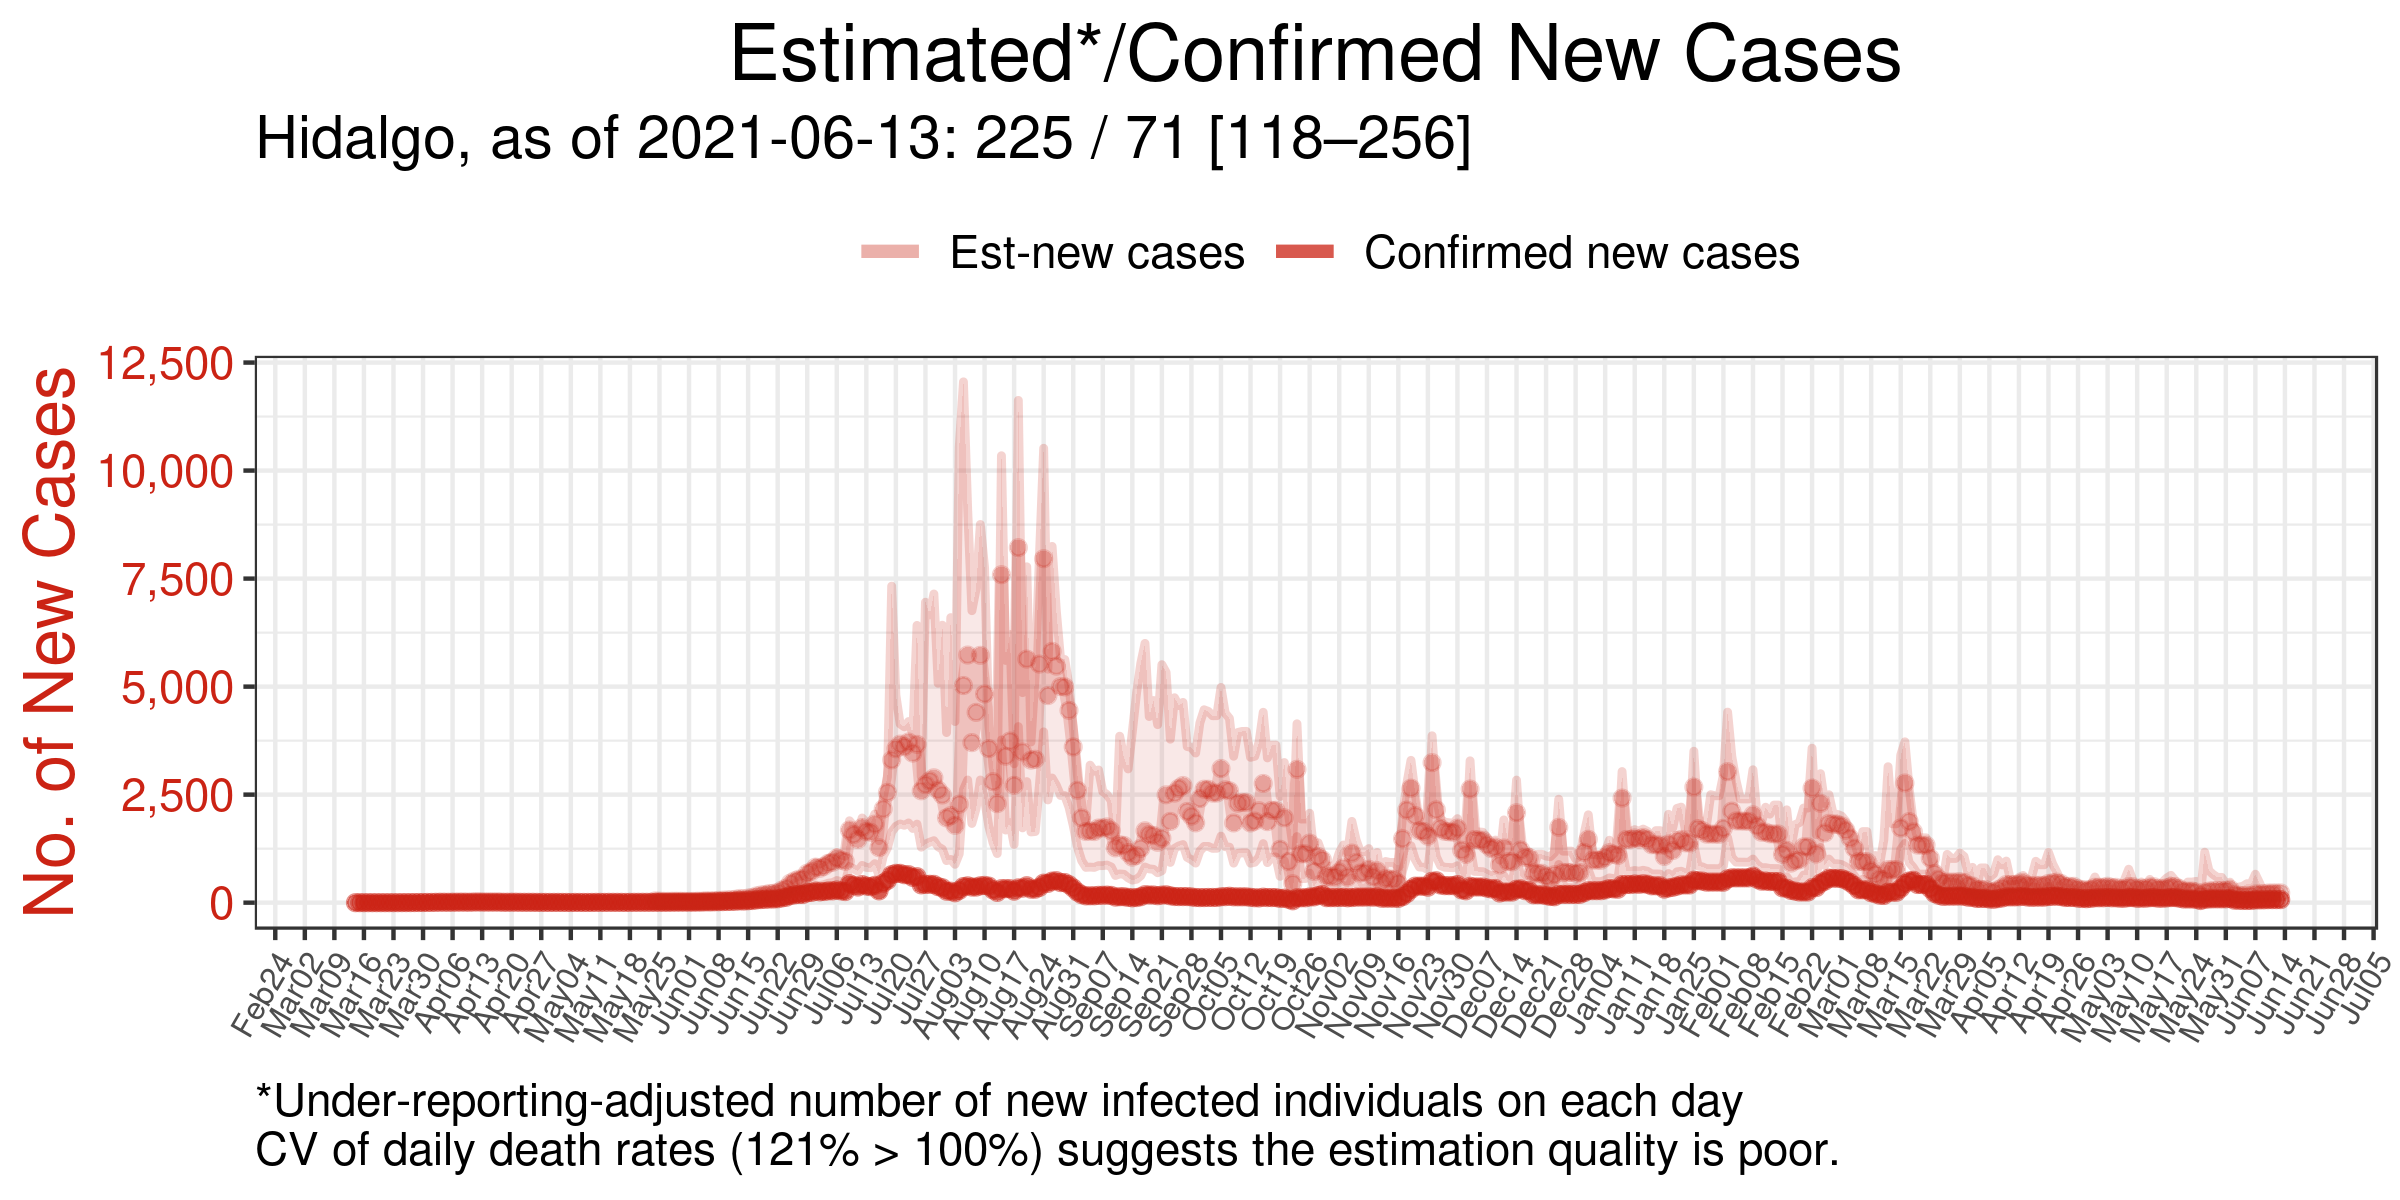 Estimated*/Confirmed New Cases
Hidalgo, as of 2021-06-13: 225 / 71 [118–256]
Est-new cases
Confirmed new cases
No. of New Cases
12,500
10,000
7,500
5,000
2,500
0
Feb24
Mar02
Mar09
Mar16
Mar23
Mar30
Apr06
Apr13
Apr20
Apr27
May04
May11
May18
May25
Jun01
Jun08
Jun15
Jun22
Jun29
Jul06
Jul13
Jul20
Jul27
Aug03
Aug10
Aug17
Aug24
Aug31
Sep07
Sep14
Sep21
Sep28
Oct05
Oct12
Oct19
Oct26
Nov02
Nov09
Nov16
Nov23
Nov30
Dec07
Dec14
Dec21
Dec28
Jan04
Jan11
Jan18
Jan25
Feb01
Feb08
Feb15
Feb22
Mar01
Mar08
Mar15
Mar22
Mar29
Apr05
Apr12
Apr19
Apr26
May03
May10
May17
May24
May31
Jun07
Jun14
Jun21
Jun28
Jul05
*Under-reporting-adjusted number of new infected individuals on each day
CV of daily death rates (121% > 100%) suggests the estimation quality is poor.